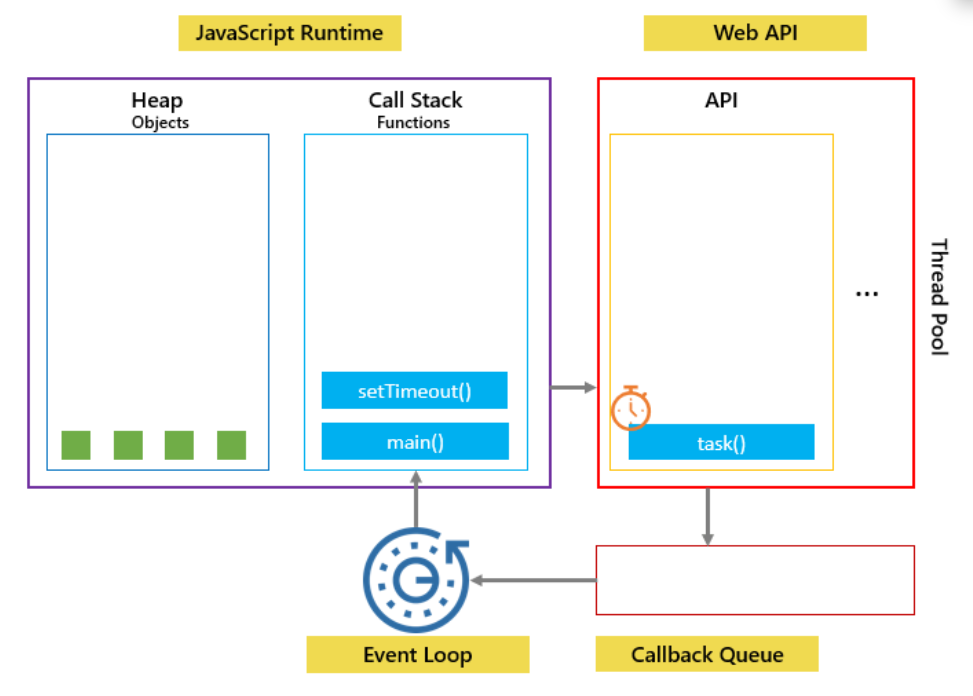 JavaScript Runtime
Web API
Heap
Objects
Call Stack
Functions
API
...
Thread Pool
setTimeout()
main()
task()
Event Loop
Callback Queue